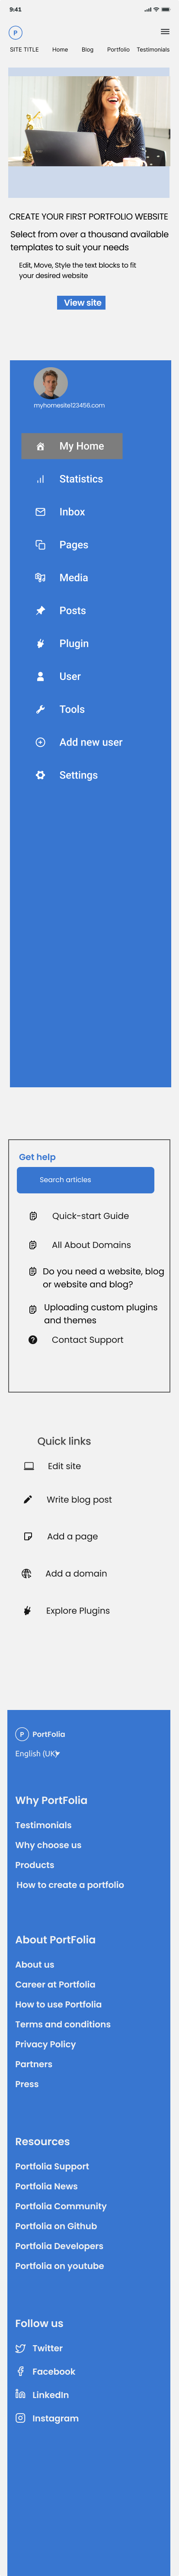 9:41
P
SITE TITLE Home Blog Portfolio Testimonials
CREATE YOUR FIRST PORTFOLIO WEBSITE
Select from over a thousand available
templates to suit your needs
Edit, Move, Style the text blocks to fit
your desired website
View site
myhomesite123456.com
My Home
Statistics
Inbox
Pages
Media
Posts
Plugin
User
Tools
Add new user
Settings
Get help
Search articles
Quick-start Guide
All About Domains
Do you need a website, blog
or website and blog?
Uploading custom plugins
and themes
Contact Support
Quick links
Edit site
Write blog post
Add a page
Add a domain
Explore Plugins
P PortFolia
English (UK)
Why PortFolia
Testimonials
Why choose us
Products
How to create a portfolio
About PortFolia
About us
Career at Portfolia
How to use Portfolia
Terms and conditions
Privacy Policy
Partners
Press
Resources
Portfolia Support
Portfolia News
Portfolia Community
Portfolia on Github
Portfolia Developers
Portfolia on youtube
Follow us
Twitter
Facebook
LinkedIn
Instagram